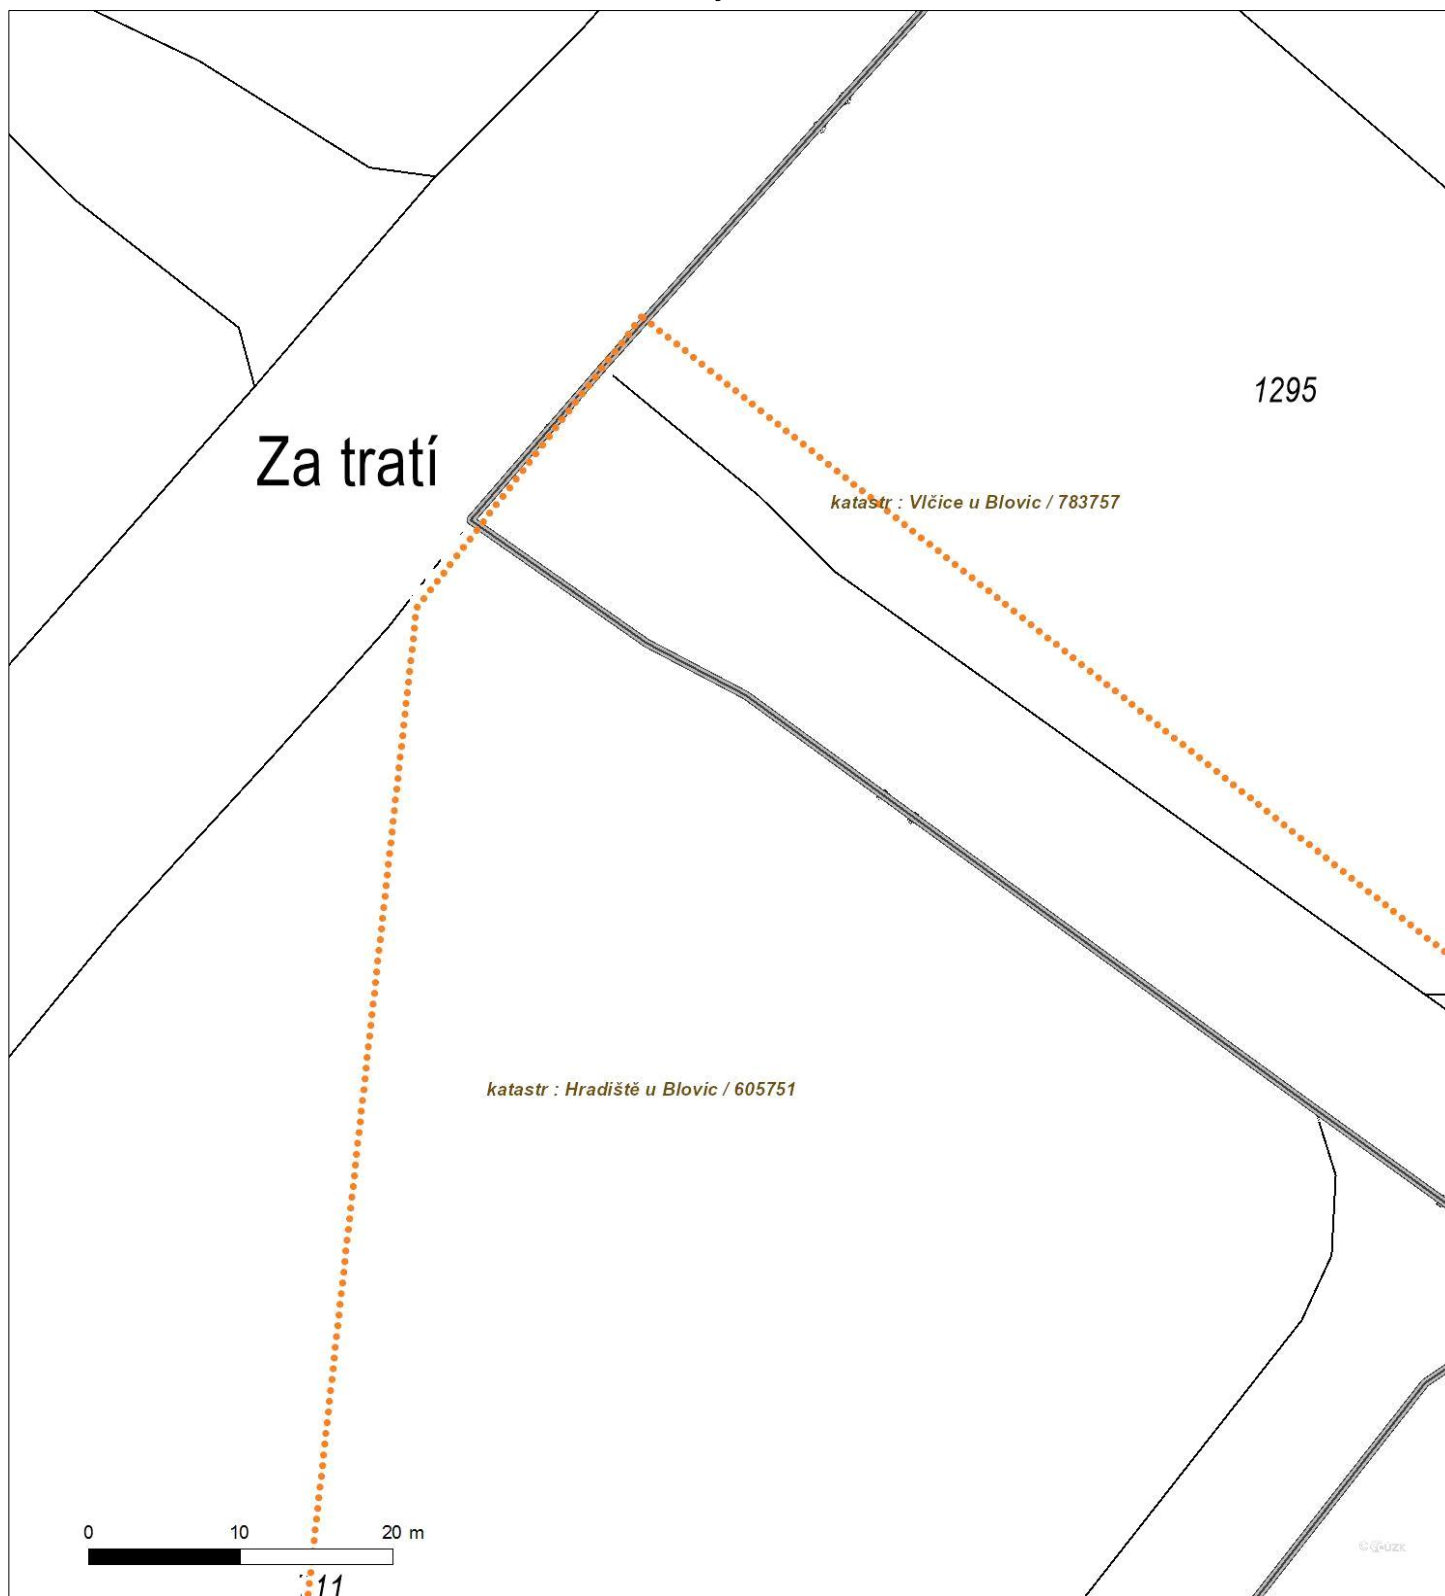 1295
Za tratí
katastr : Vlčice u Blovic / 783757
katastr : Hradiště u Blovic / 605751
0 10 20 m
11